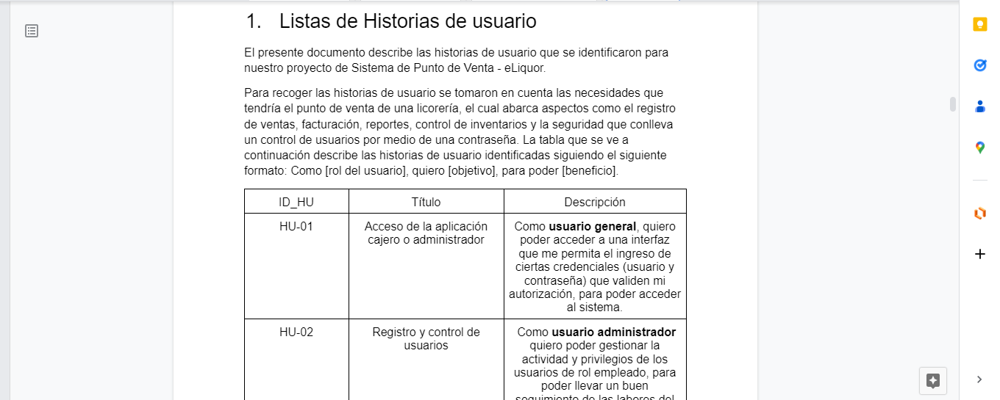 1. Listas de Historias de usuario
El presente documento describe las historias de usuario que se identificaron para
nuestro proyecto de Sistema de Punto de Venta - eLiquor.
Para recoger las historias de usuario se tomaron en cuenta las necesidades que
tendría el punto de venta de una licorería, el cual abarca aspectos como el registro
de ventas, facturación, reportes, control de inventarios y la seguridad que conlleva
un control de usuarios por medio de una contraseña. La tabla que se ve a
continuación describe las historias de usuario identificadas siguiendo el siguiente
formato: Como [rol del usuario], quiero [objetivo], para poder [beneficio].
ID_HU
Título
Descripción
HU-01
Acceso de la aplicación
cajero o administrador
Como usuario general, quiero
poder acceder a una interfaz
que me permita el ingreso de
ciertas credenciales (usuario y
contraseña) que validen mi
autorización, para poder acceder
al sistema.
HU-02
Registro y control de
usuarios
Como usuario administrador
quiero poder gestionar la
actividad y privilegios de los
usuarios de rol empleado, para
poder llevar un buen
seguimiento de las labores del